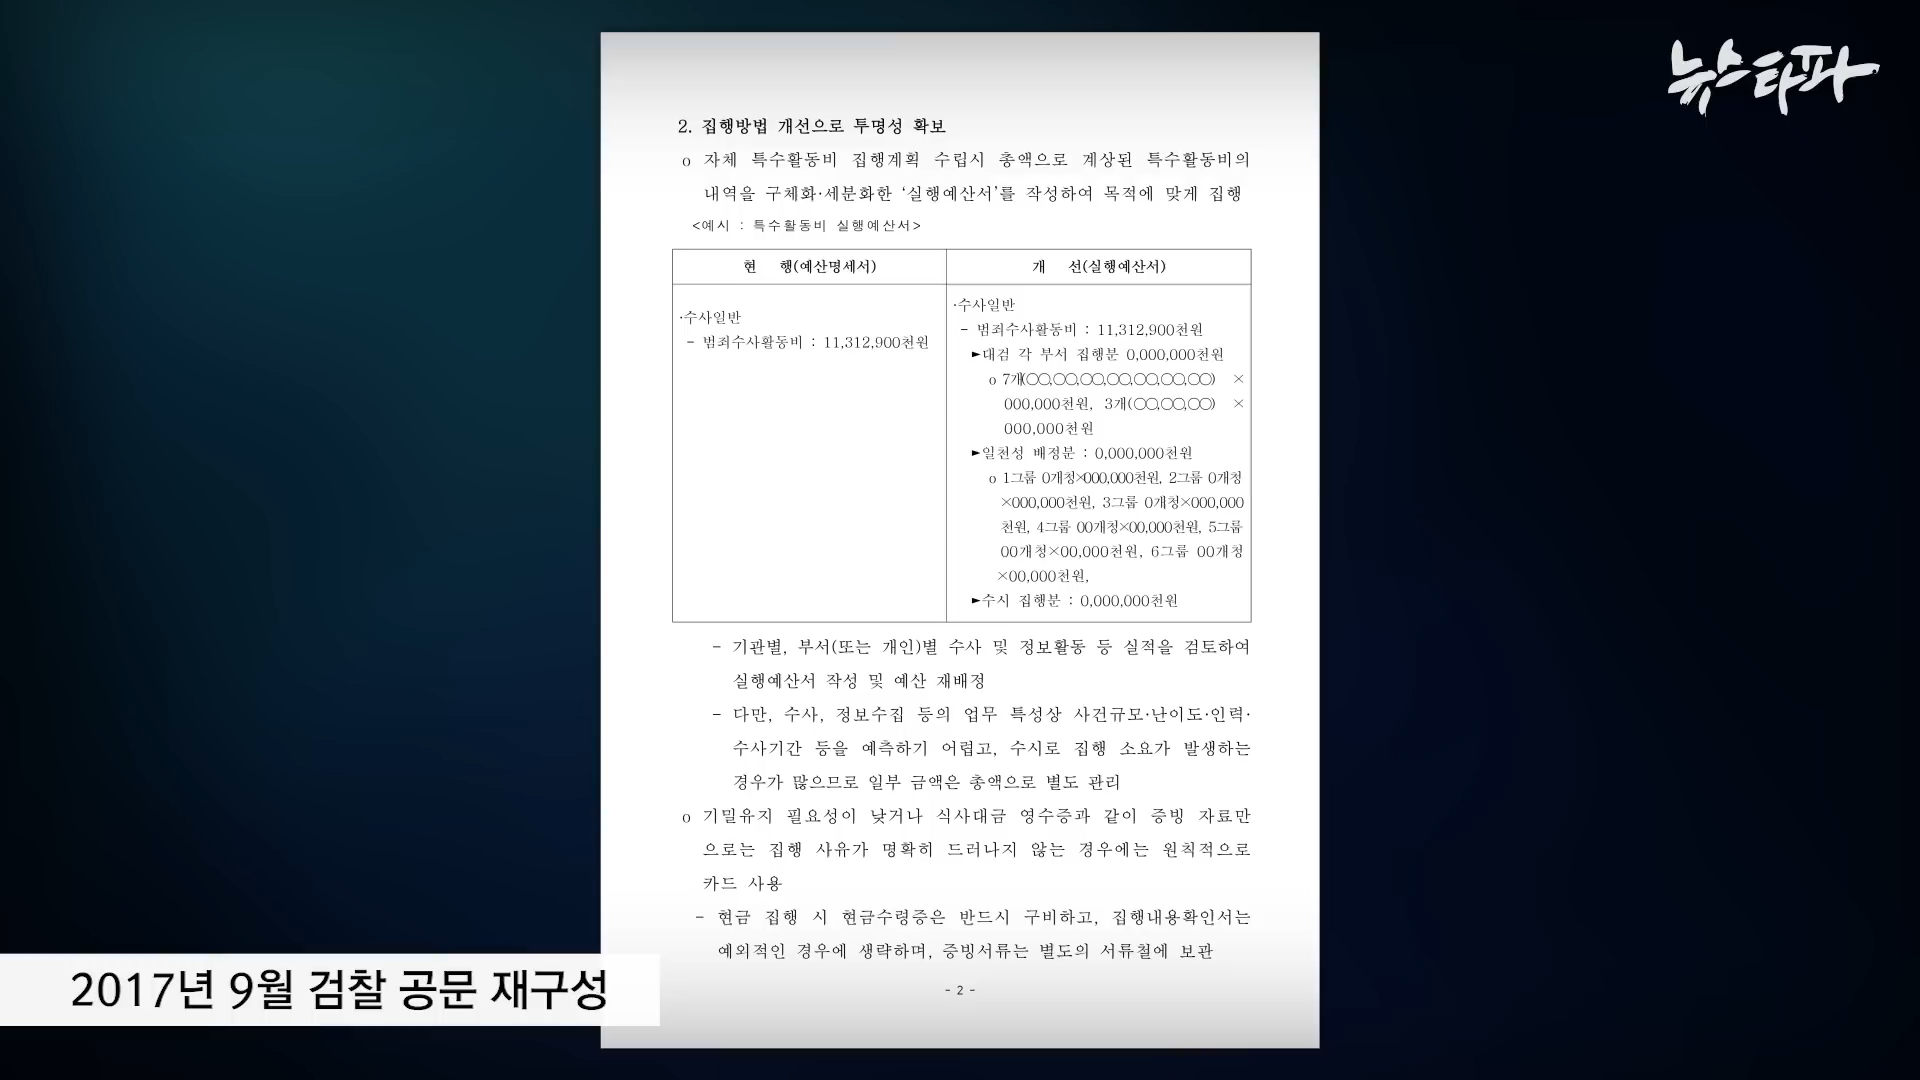 뉴스타파
2. 집행방법 개선으로 투명성 확보
o 자체 특수활동비 집행계획 수립시 총액으로 계상된 특수활동비의
내역을 구체화·세분화한 ‘실행예산서’를 작성하여 목적에 맞게 집행
<예시 : 특수활동비 실행예산서>
현 행(예산명세서)
개 선(실행예산서)
·수사일반
- 범죄수사활동비 : 11,312,900천원
·수사일반
- 범죄수사활동비 : 11,312,900천원
►대검 각 부서 집행분 0,000,000천원
o 7개(○○,○○,○○,○○,○○,○○,○○) ×
000,000천원, 3개(○○,○○,○○) ×
000,000천원
►일천성 배정분 : 0,000,000천원
o 1그룹 0개청×000,000천원, 2그룹 0개청
×000,000천원, 3그룹 0개청×000,000
천원, 4그룹 00개청×00,000천원, 5그룹
00개청×00,000천원, 6그룹 00개청
×00,000천원,
►수시 집행분 : 0,000,000천원
- 기관별, 부서(또는 개인)별 수사 및 정보활동 등 실적을 검토하여
실행예산서 작성 및 예산 재배정
- 다만, 수사, 정보수집 등의 업무 특성상 사건규모·난이도·인력·
수사기간 등을 예측하기 어렵고, 수시로 집행 소요가 발생하는
경우가 많으므로 일부 금액은 총액으로 별도 관리
o 기밀유지 필요성이 낮거나 식사대금 영수증과 같이 증빙 자료만
으로는 집행 사유가 명확히 드러나지 않는 경우에는 원칙적으로
카드 사용
- 현금 집행 시 현금수령증은 반드시 구비하고, 집행내용확인서는
예외적인 경우에 생략하며, 증빙서류는 별도의 서류철에 보관
- 2 -
2017년 9월 검찰 공문 재구성